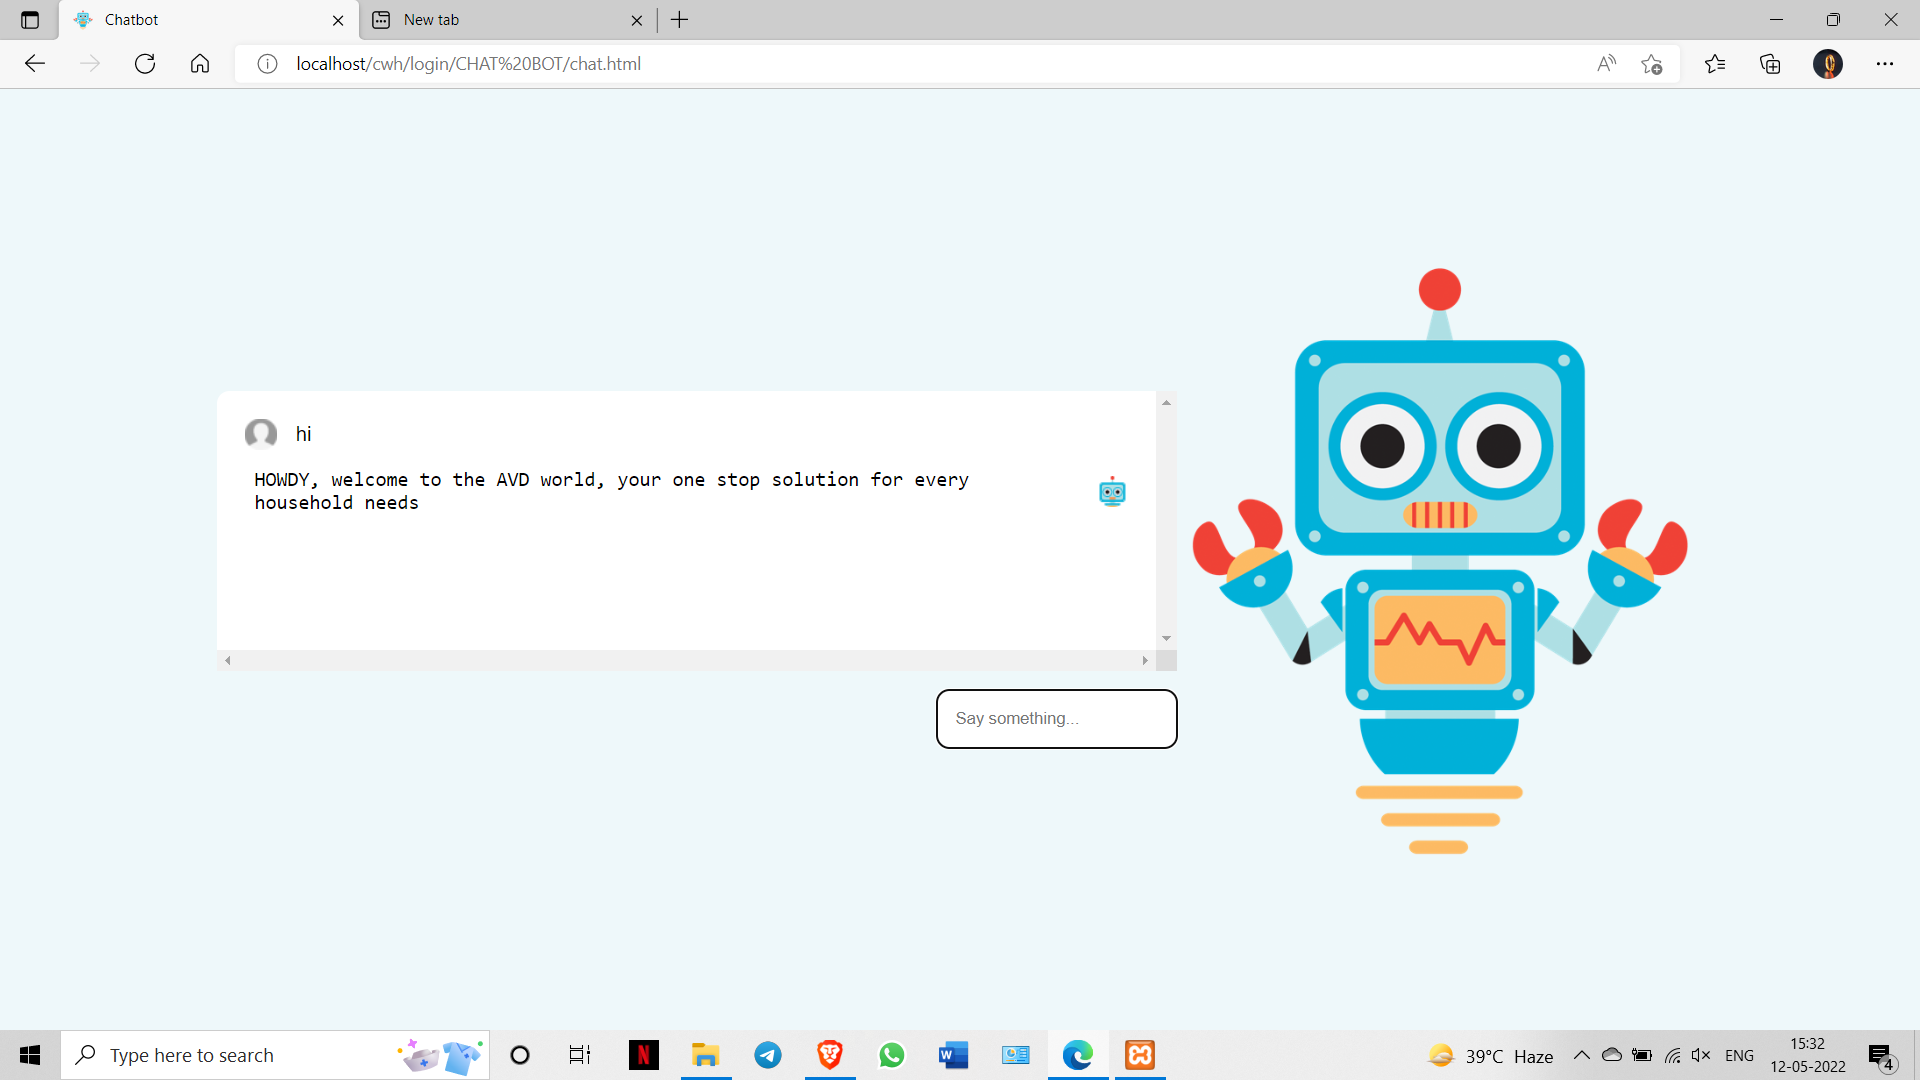 Chatbot
New tab
localhost/cwh/login/CHAT%20BOT/chat.html
hi
HOWDY, welcome to the AVD world, your one stop solution for every
household needs
Say something...
Type here to search
N
W
39°C Haze
ENG
15:32
12-05-2022
4